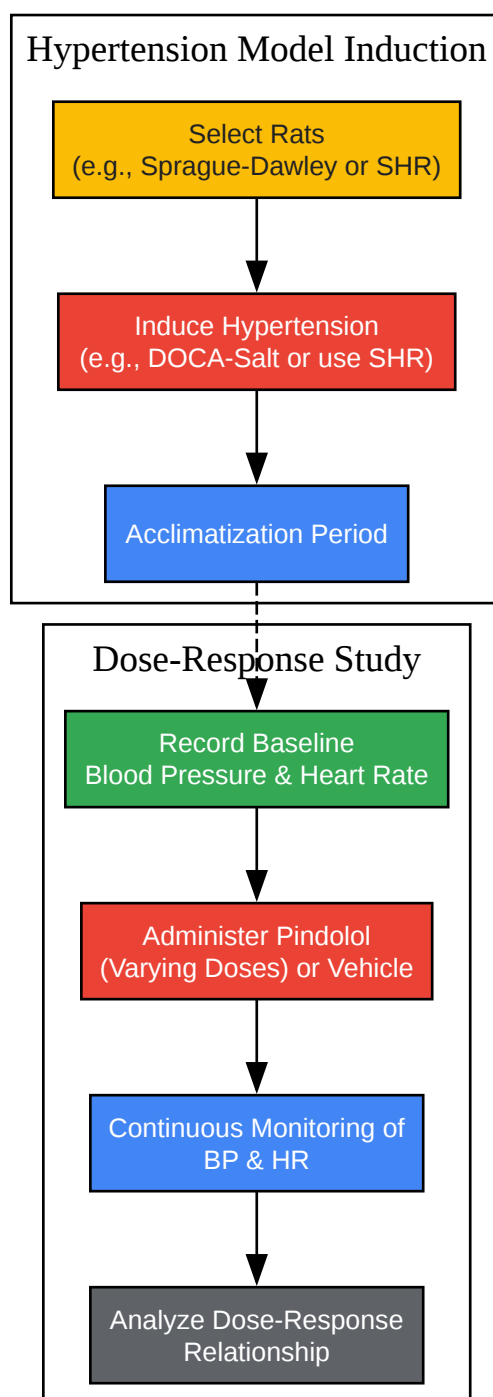 Hypertension Model Induction
Select Rats
(e.g., Sprague-Dawley or SHR)
Induce Hypertension
(e.g., DOCA-Salt or use SHR)
Acclimatization Period
Dose-Response Study
Record Baseline
Blood Pressure & Heart Rate
Administer Pindolol
(Varying Doses) or Vehicle
Continuous Monitoring of
BP & HR
Analyze Dose-Response
Relationship